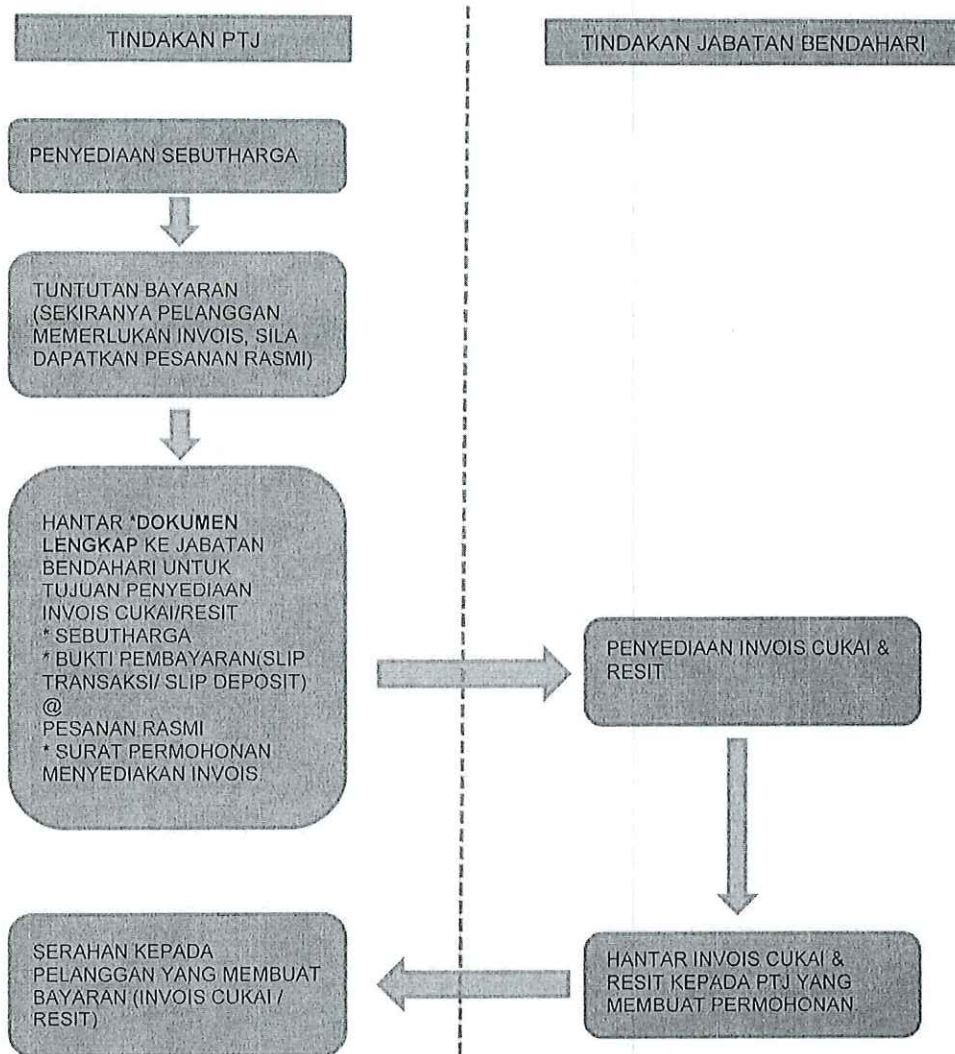 TINDAKAN PTJ
TINDAKAN JABATAN BENDAHARI
PENYEDIAAN SEBUTHARGA
TUNTUTAN BAYARAN
(SEKIRANYA PELANGGAN
MEMERLUKAN INVOIS, SILA
DAPATKAN PESANAN RASMI)
HANTAR *DOKUMEN
LENGKAP KE JABATAN
BENDAHARI UNTUK
TUJUAN PENYEDIAAN
INVOIS CUKAI/RESIT
* SEBUTHARGA
* BUKTI PEMBAYARAN(SLIP
TRANSAKSI/ SLIP DEPOSIT)
@
PESANAN RASMI
* SURAT PERMOHONAN
MENYEDIAKAN INVOIS.
PENYEDIAAN INVOIS CUKAI &
RESIT
HANTAR INVOIS CUKAI &
RESIT KEPADA PTJ YANG
MEMBUAT PERMOHONAN.
SERAHAN KEPADA
PELANGGAN YANG MEMBUAT
BAYARAN (INVOIS CUKAI /
RESIT)